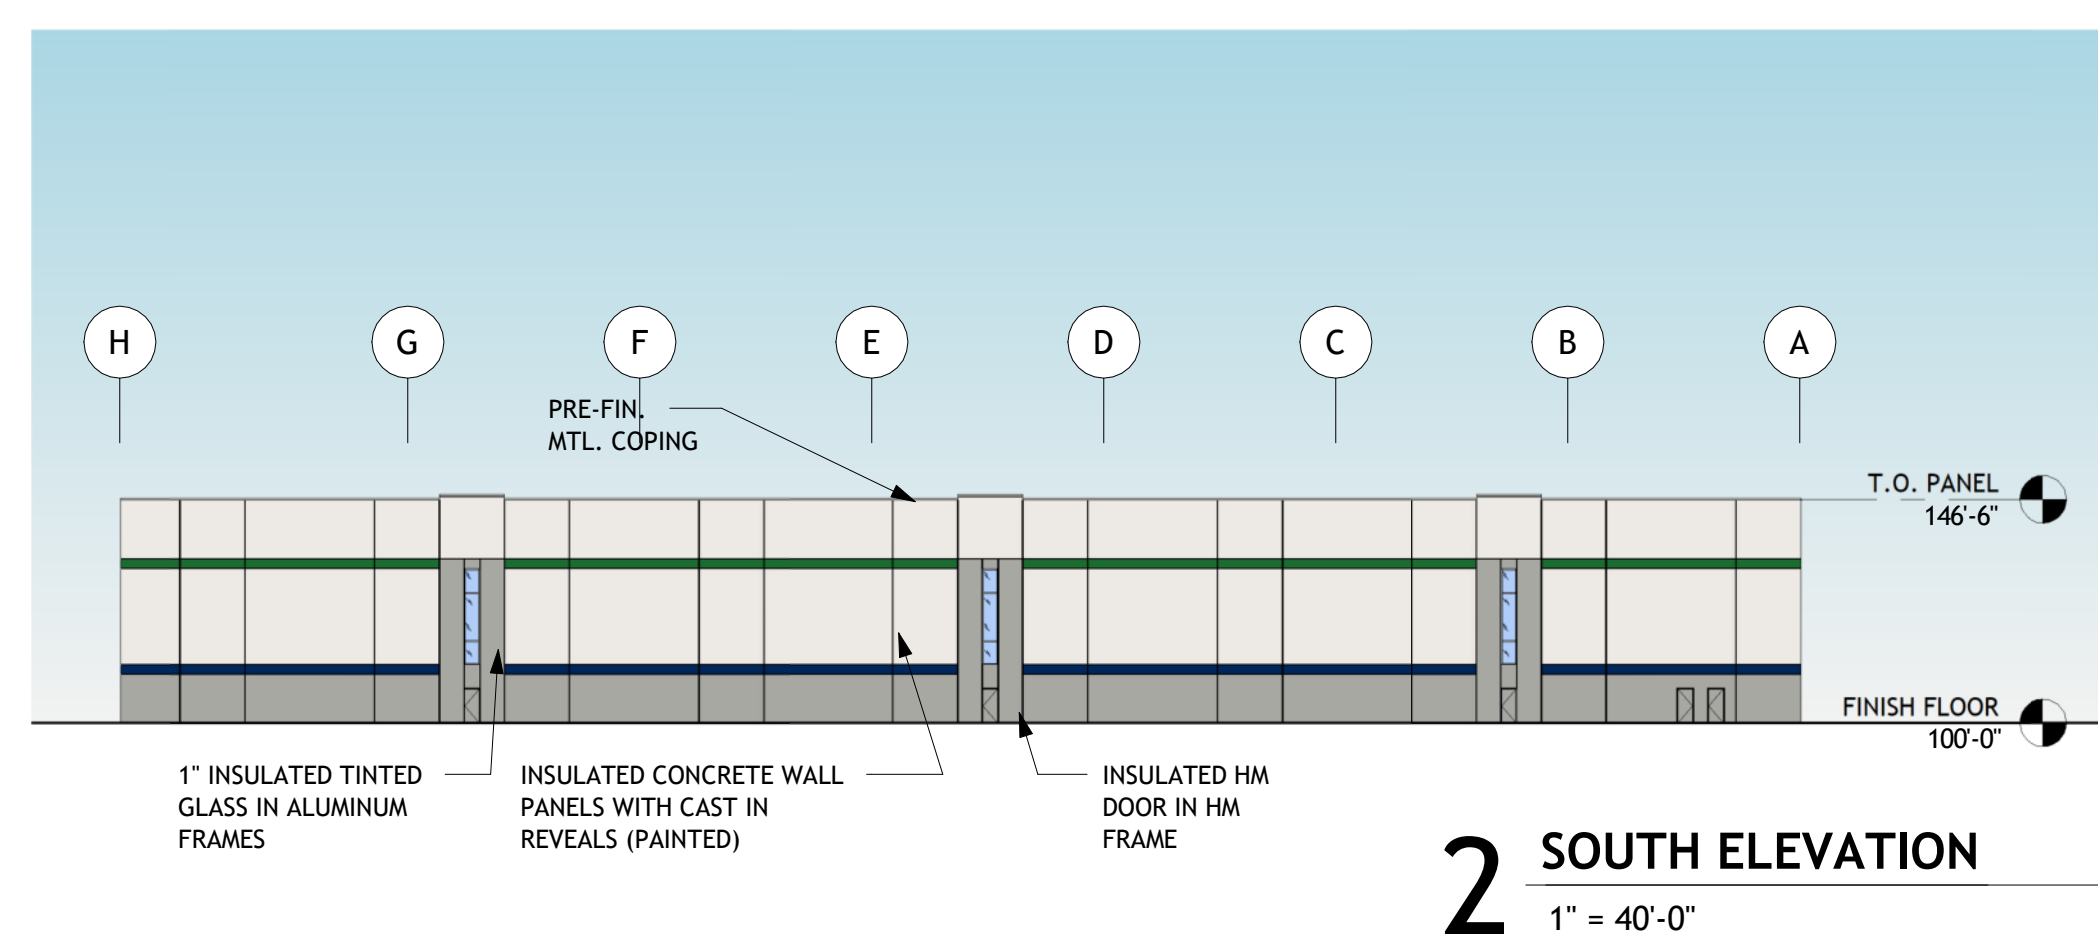 H G F E D C B A
PRE-FIN.
MTL. COPING
T.O. PANEL
146'-6"
FINISH FLOOR
100'-0"
1" INSULATED TINTED
GLASS IN ALUMINUM
FRAMES
INSULATED CONCRETE WALL
PANELS WITH CAST IN
REVEALS (PAINTED)
INSULATED HM
DOOR IN HM
FRAME
2 SOUTH ELEVATION
1" = 40'-0"